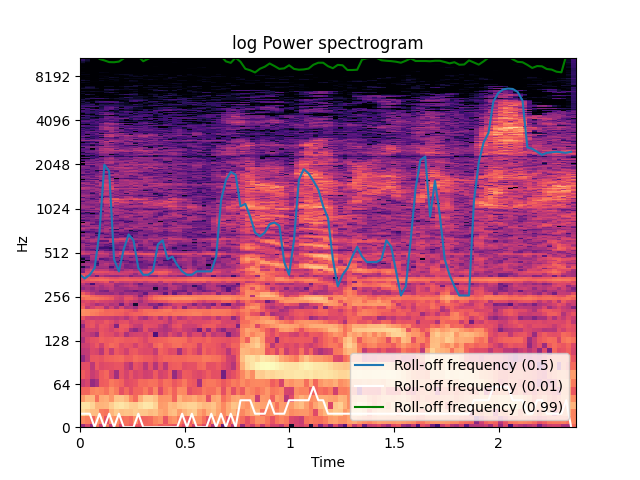 log Power spectrogram
Hz
8192
4096
2048
1024
512
256
128
64
0
Roll-off frequency (0.5)
Roll-off frequency (0.01)
Roll-off frequency (0.99)
0
0.5
1
1.5
2
Time